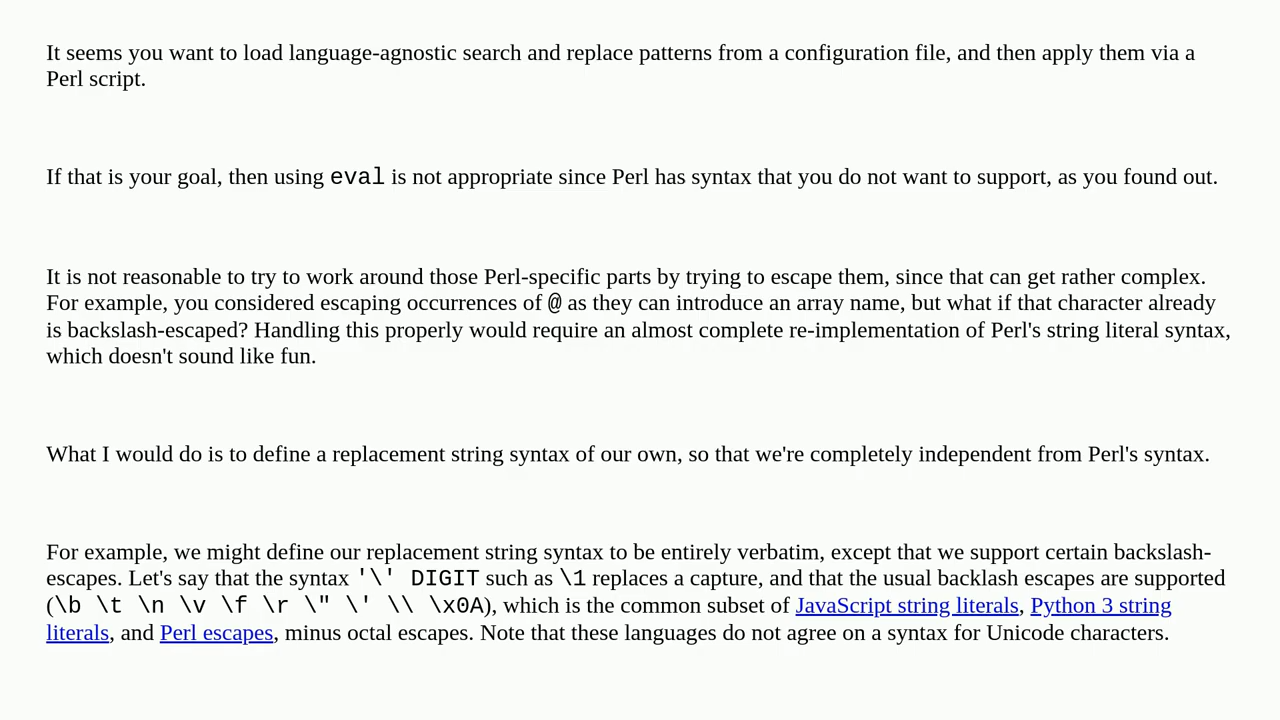 It seems you want to load language-agnostic search and replace patterns from a configuration file, and then apply them via a
Perl script.
If that is your goal, then using eval is not appropriate since Perl has syntax that you do not want to support, as you found out.
It is not reasonable to try to work around those Perl-specific parts by trying to escape them, since that can get rather complex.
For example, you considered escaping occurrences of @ as they can introduce an array name, but what if that character already
is backslash-escaped? Handling this properly would require an almost complete re-implementation of Perl's string literal syntax,
which doesn't sound like fun.
What I would do is to define a replacement string syntax of our own, so that we're completely independent from Perl's syntax.
For example, we might define our replacement string syntax to be entirely verbatim, except that we support certain backslash-
escapes. Let's say that the syntax '\' DIGIT such as \1 replaces a capture, and that the usual backlash escapes are supported
(\b \t \n \v \f \r \" \' \\ \x0A), which is the common subset of JavaScript string literals, Python 3 string
literals, and Perl escapes, minus octal escapes. Note that these languages do not agree on a syntax for Unicode characters.